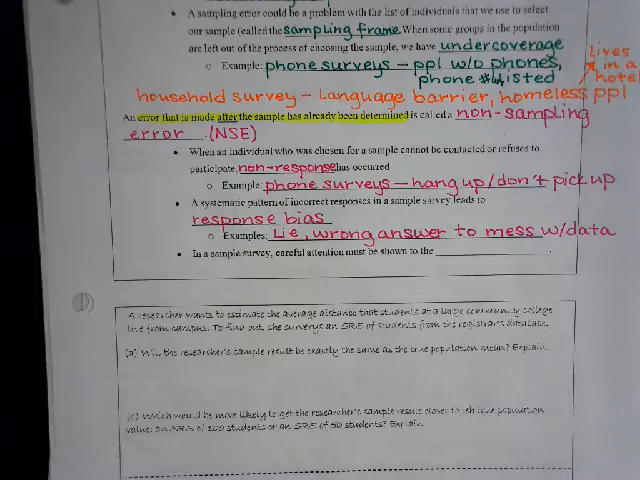 • A sampling error could be a problem with the list of individuals that we use to select
our sample (called the sampling frame When some groups in the population
are left out of the process of choosing the sample, we have undercoverage
o Example: phone surveys - ppl w/o phones,
phone # listed
lives in a hotel
household survey - language barrier, homeless ppl
An error that is made after the sample has already been determined is called a non-sampling
error (NSE)
• When an individual who was chosen for a sample cannot be contacted or refuses to
participate, non-response has occurred
o Example: phone surveys - hang up/don't pick up
• A systematic pattern of incorrect responses in a sample survey leads to
response bias
o Examples: Lie, wrong answer to mess w/data
• In a sample survey, careful attention must be shown to the
A researcher wants to estimate the average distance that students at a large community college
live from campus. To find out, she surveys an SRS of students from the registrar's database.
(a) Will the researcher's sample result be exactly the same as the true population mean? Explain.
(c) Which would be more likely to get the researcher's sample result closer to the true population
value: an SRS of 100 students or an SRS of 50 students? Explain.